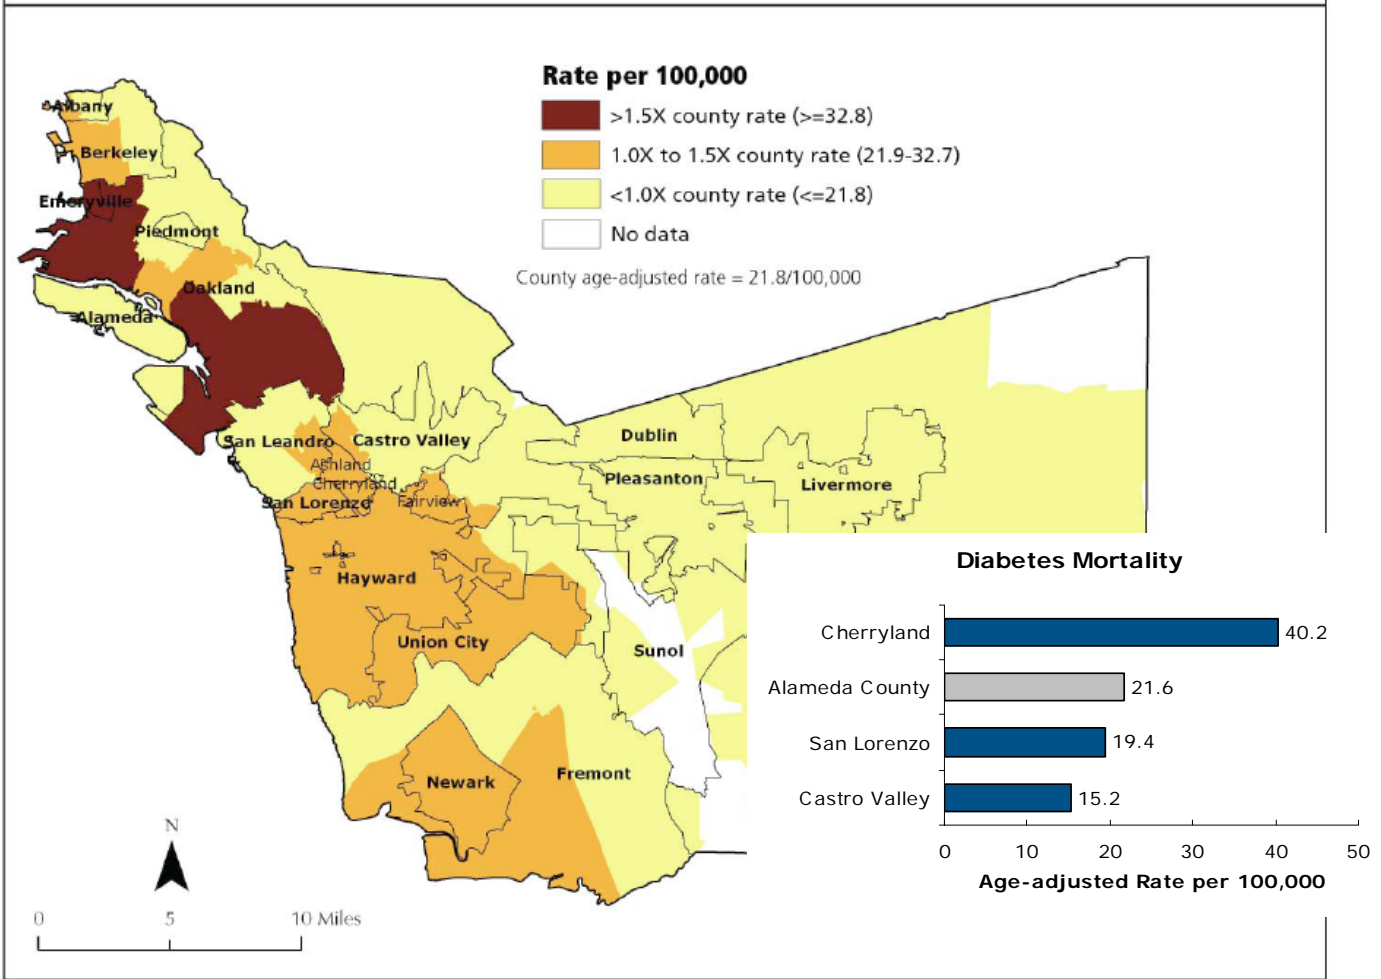 Rate per 100,000
>1.5X county rate (>=32.8)
1.0X to 1.5X county rate (21.9-32.7)
<1.0X county rate (<=21.8)
No data
County age-adjusted rate = 21.8/100,000
Albany
Berkeley
Emeryville
Piedmont
Oakland
Alameda
San Leandro
Castro Valley
Ashland
Cherryland
San Lorenzo
Fairview
Dublin
Pleasanton
Livermore
Hayward
Union City
Sunol
Newark
Fremont
N
0 5 10 Miles
Diabetes Mortality
Cherryland 40.2
Alameda County 21.6
San Lorenzo 19.4
Castro Valley 15.2
0 10 20 30 40 50
Age-adjusted Rate per 100,000